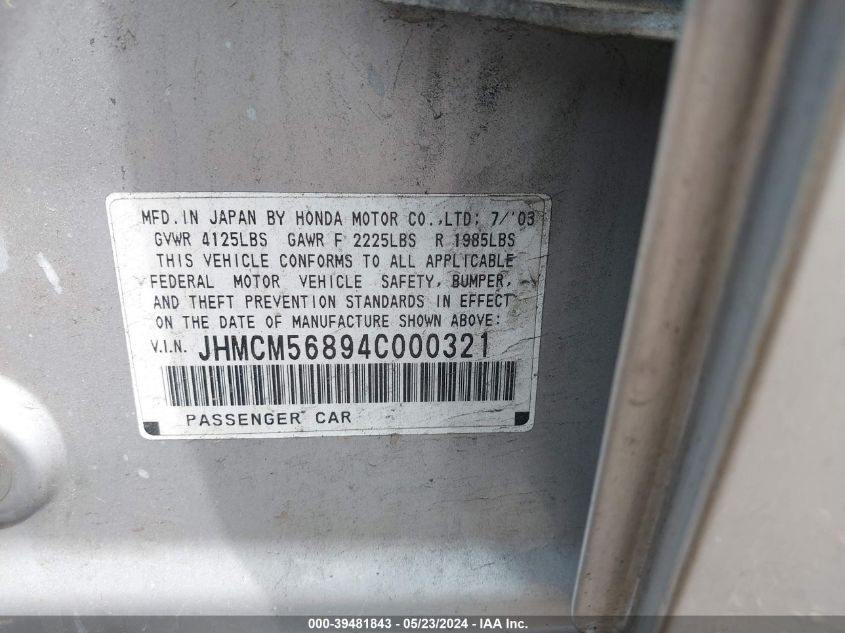 MFD. IN JAPAN BY HONDA MOTOR CO.,LTD; 7/'03
GVWR 4125LBS GAWR F 2225LBS R 1985LBS
THIS VEHICLE CONFORMS TO ALL APPLICABLE
FEDERAL MOTOR VEHICLE SAFETY, BUMPER,
AND THEFT PREVENTION STANDARDS IN EFFECT
ON THE DATE OF MANUFACTURE SHOWN ABOVE:
V.I.N. JHMCM56894C000321
PASSENGER CAR
000-39481843 - 05/23/2024 - IAA Inc.